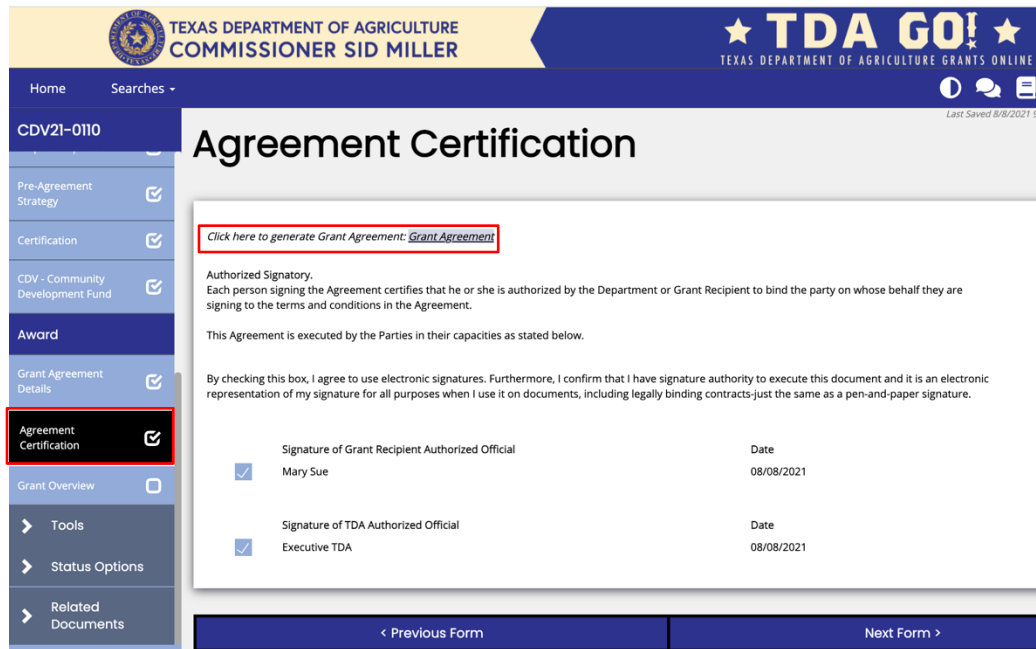 TEXAS DEPARTMENT OF AGRICULTURE
COMMISSIONER SID MILLER
TDA GO!
TEXAS DEPARTMENT OF AGRICULTURE GRANTS ONLINE
Home
Searches
CDV21-0110
Last Saved 8/8/2021
Agreement Certification
Pre-Agreement
Strategy
Certification
CDV - Community
Development Fund
Award
Grant Agreement
Details
Agreement
Certification
Grant Overview
Tools
Status Options
Related
Documents
Click here to generate Grant Agreement: Grant Agreement
Authorized Signatory.
Each person signing the Agreement certifies that he or she is authorized by the Department or Grant Recipient to bind the party on whose behalf they are
signing to the terms and conditions in the Agreement.
This Agreement is executed by the Parties in their capacities as stated below.
By checking this box, I agree to use electronic signatures. Furthermore, I confirm that I have signature authority to execute this document and it is an electronic
representation of my signature for all purposes when I use it on documents, including legally binding contracts-just the same as a pen-and-paper signature.
Signature of Grant Recipient Authorized Official Date
Mary Sue 08/08/2021
Signature of TDA Authorized Official Date
Executive TDA 08/08/2021
< Previous Form
Next Form >